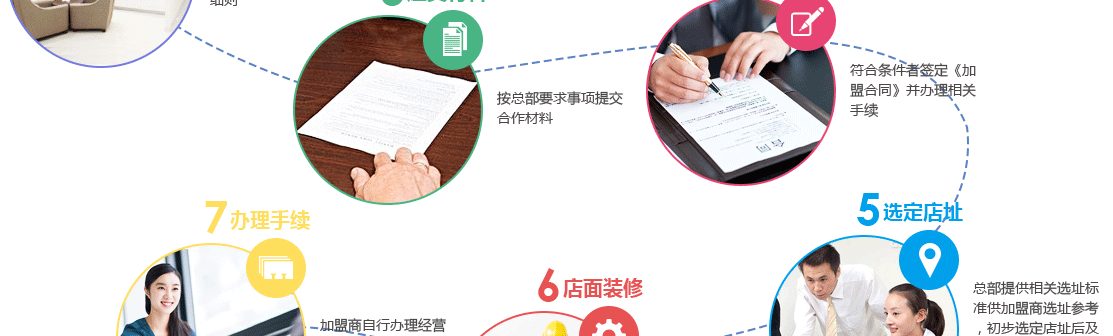 细则
按总部要求事项提交
合作材料
符合条件者签定《加
盟合同》并办理相关
手续
合同
7 办理手续
5 选定店址
6 店面装修
加盟商自行办理经营
总部提供相关选址标
准供加盟商选址参考
，初步选定店址后及